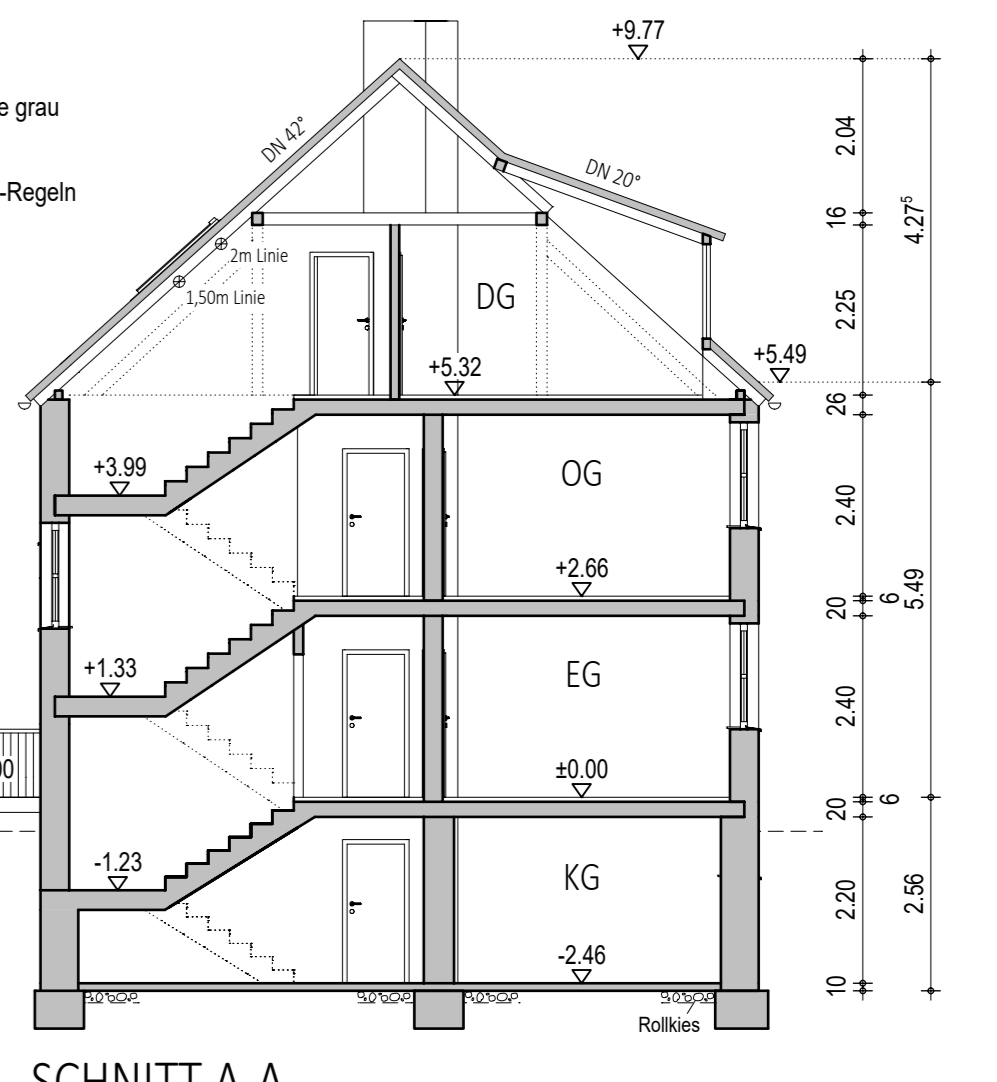 +9.77
e grau
DN 42°
2.04
DN 20°
-Regeln
4.27⁵
16
2m Linie
1,50m Linie
DG
2.25
+5.32
+5.49
26
+3.99
OG
2.40
+2.66
20
6
5.49
+1.33
EG
2.40
±0.00
00
20
6
-1.23
KG
2.20
2.56
-2.46
10
Rollkies
SCHNITT A-A